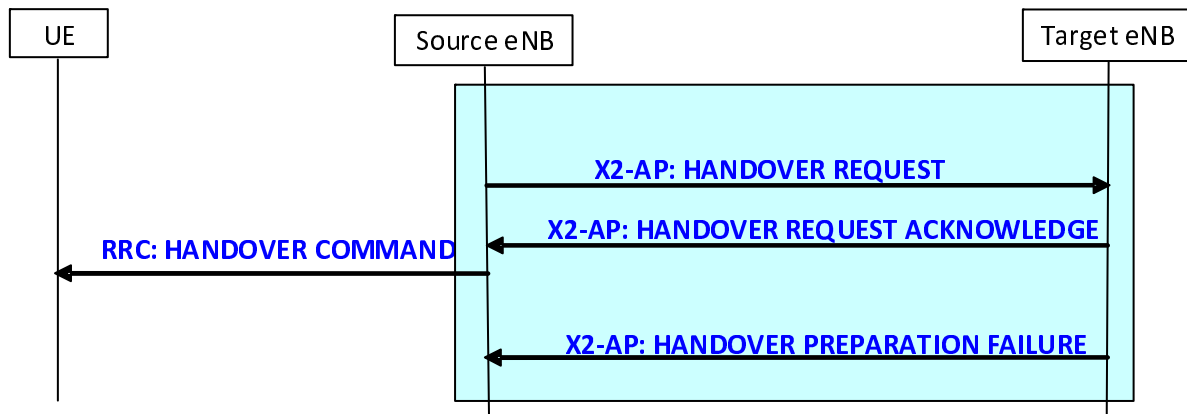 UE
Source eNB
Target eNB
X2-AP: HANDOVER REQUEST
X2-AP: HANDOVER REQUEST ACKNOWLEDGE
RRC: HANDOVER COMMAND
X2-AP: HANDOVER PREPARATION FAILURE